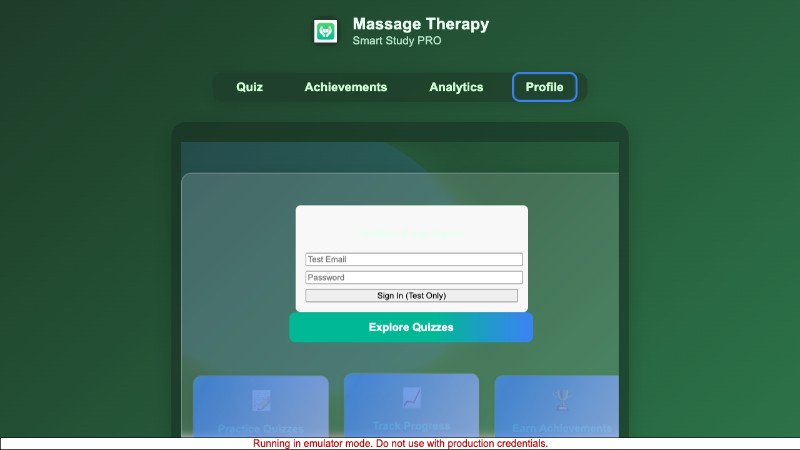 Massage Therapy
Smart Study PRO
Quiz
Achievements
Analytics
Profile
Test Email
Password
Sign In (Test Only)
Explore Quizzes
Practice Quizzes
Track Progress
Earn Achievements
Running in emulator mode. Do not use with production credentials.